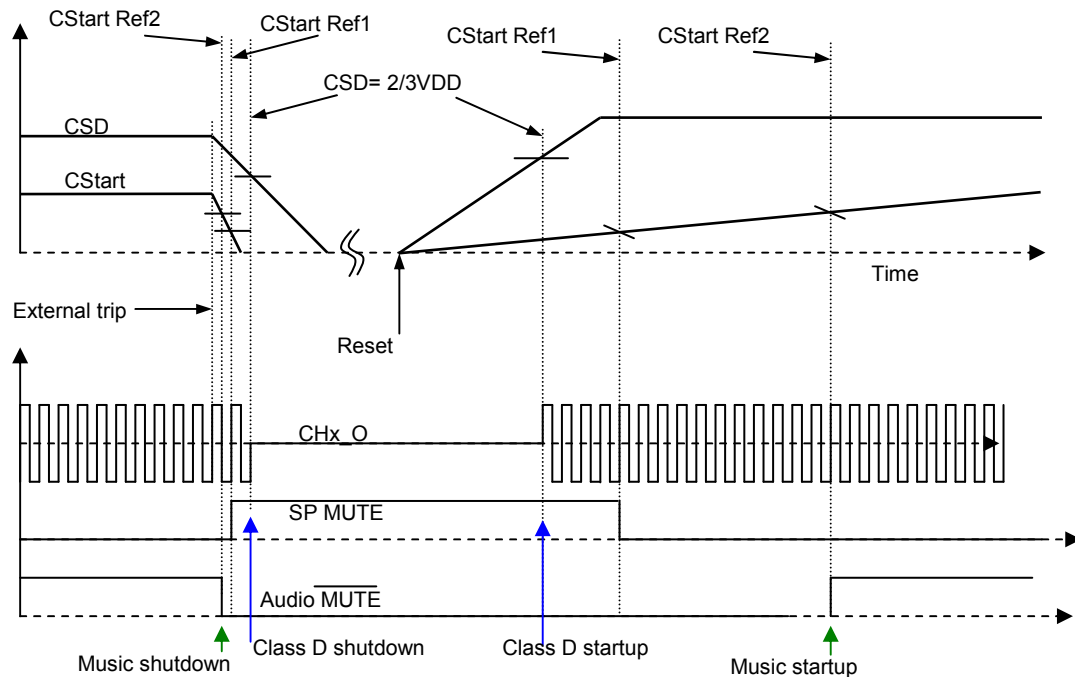 CStart Ref2
CStart Ref1
CStart Ref1
CStart Ref2
CSD= 2/3VDD
CSD
CStart
Time
External trip
Reset
CHx_O
SP MUTE
Audio MUTE
Music shutdown
Class D shutdown
Class D startup
Music startup